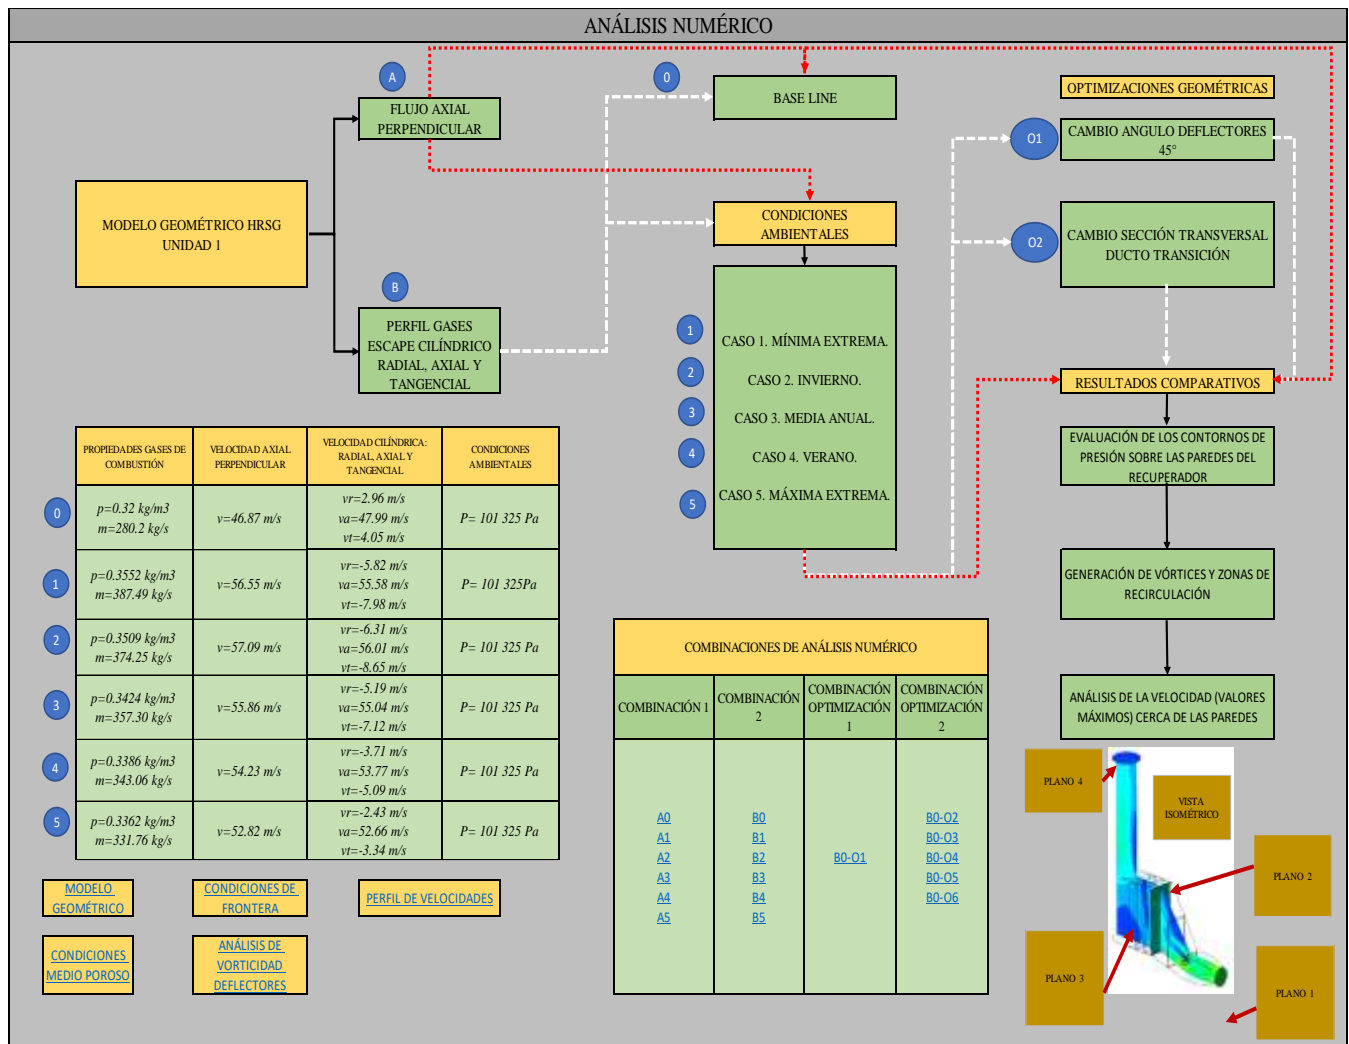 ANÁLISIS NUMÉRICO
A
FLUJO AXIAL
PERPENDICULAR
0
BASE LINE
OPTIMIZACIONES GEOMÉTRICAS
O1
CAMBIO ANGULO DEFLECTORES
45°
MODELO GEOMÉTRICO HRSG
UNIDAD 1
CONDICIONES
AMBIENTALES
O2
CAMBIO SECCIÓN TRANSVERSAL
DUCTO TRANSICIÓN
B
PERFIL GASES
ESCAPE CILÍNDRICO
RADIAL, AXIAL Y
TANGENCIAL
1
CASO 1. MÍNIMA EXTREMA.
2
CASO 2. INVIERNO.
3
CASO 3. MEDIA ANUAL.
4
CASO 4. VERANO.
5
CASO 5. MÁXIMA EXTREMA.
RESULTADOS COMPARATIVOS
EVALUACIÓN DE LOS CONTORNOS DE
PRESIÓN SOBRE LAS PAREDES DEL
RECUPERADOR
GENERACIÓN DE VÓRTICES Y ZONAS DE
RECIRCULACIÓN
ANÁLISIS DE LA VELOCIDAD (VALORES
MÁXIMOS) CERCA DE LAS PAREDES
PROPIEDADES GASES DE
COMBUSTIÓN
VELOCIDAD AXIAL
PERPENDICULAR
VELOCIDAD CILÍNDRICA:
RADIAL, AXIAL Y
TANGENCIAL
CONDICIONES
AMBIENTALES
0
p=0.32 kg/m3
m=280.2 kg/s
v=46.87 m/s
vr=2.96 m/s
va=47.99 m/s
vt=4.05 m/s
P= 101 325 Pa
1
p=0.3552 kg/m3
m=387.49 kg/s
v=56.55 m/s
vr=-5.82 m/s
va=55.58 m/s
vt=-7.98 m/s
P= 101 325Pa
2
p=0.3509 kg/m3
m=374.25 kg/s
v=57.09 m/s
vr=-6.31 m/s
va=56.01 m/s
vt=-8.65 m/s
P= 101 325 Pa
3
p=0.3424 kg/m3
m=357.30 kg/s
v=55.86 m/s
vr=-5.19 m/s
va=55.04 m/s
vt=-7.12 m/s
P= 101 325 Pa
4
p=0.3386 kg/m3
m=343.06 kg/s
v=54.23 m/s
vr=-3.71 m/s
va=53.77 m/s
vt=-5.09 m/s
P= 101 325 Pa
5
p=0.3362 kg/m3
m=331.76 kg/s
v=52.82 m/s
vr=-2.43 m/s
va=52.66 m/s
vt=-3.34 m/s
P= 101 325 Pa
COMBINACIONES DE ANÁLISIS NUMÉRICO
COMBINACIÓN 1
COMBINACIÓN
2
COMBINACIÓN
OPTIMIZACIÓN
1
COMBINACIÓN
OPTIMIZACIÓN
2
A0
A1
A2
A3
A4
A5
B0
B1
B2
B3
B4
B5
B0-O1
B0-O2
B0-O3
B0-O4
B0-O5
B0-O6
MODELO
GEOMÉTRICO
CONDICIONES DE
FRONTERA
PERFIL DE VELOCIDADES
CONDICIONES
MEDIO POROSO
ANÁLISIS DE
VORTICIDAD
DEFLECTORES
PLANO 4
VISTA
ISOMÉTRICO
PLANO 2
PLANO 3
PLANO 1